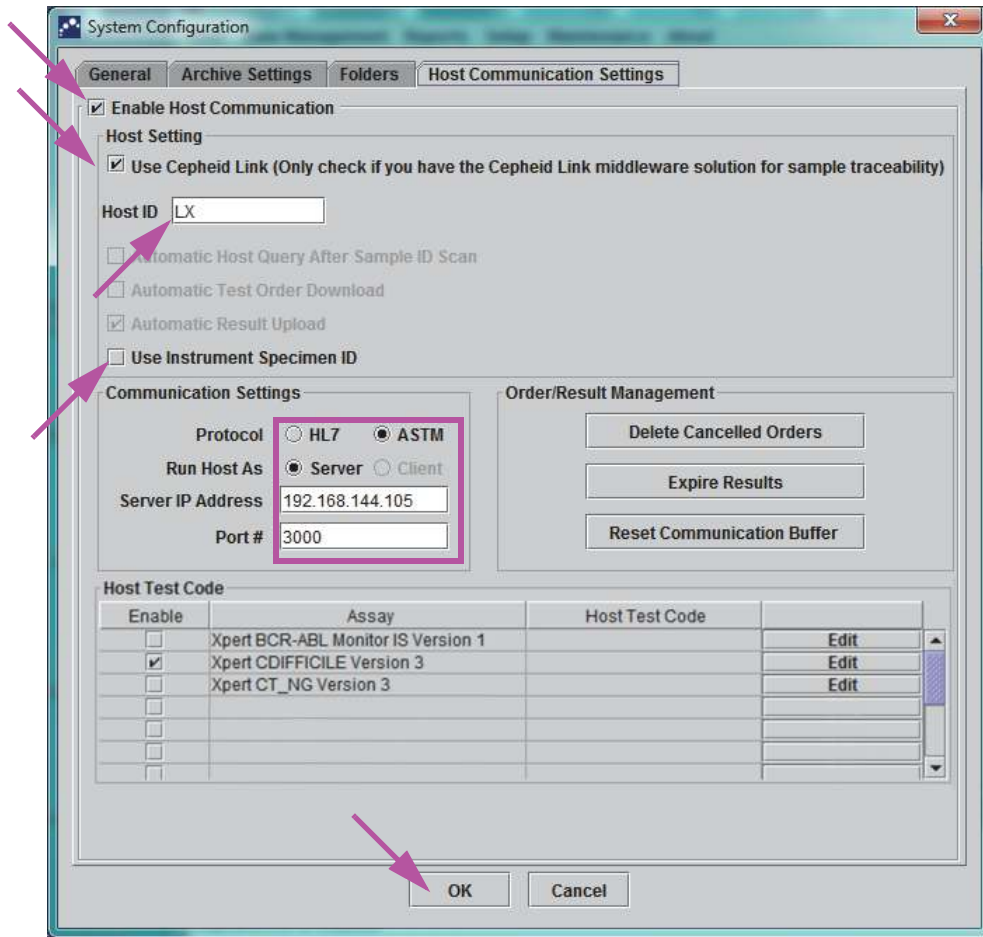 System Configuration
General Archive Settings Folders Host Communication Settings
Enable Host Communication
Host Setting
Use Cepheid Link (Only check if you have the Cepheid Link middleware solution for sample traceability)
Host ID LX
Automatic Host Query After Sample ID Scan
Automatic Test Order Download
Automatic Result Upload
Use Instrument Specimen ID
Communication Settings
Protocol HL7 ASTM
Run Host As Server Client
Server IP Address 192.168.144.105
Port # 3000
Order/Result Management
Delete Cancelled Orders
Expire Results
Reset Communication Buffer
Host Test Code
Enable Assay Host Test Code
Xpert BCR-ABL Monitor IS Version 1 Edit
Xpert CDIFFICILE Version 3 Edit
Xpert CT_NG Version 3 Edit
OK Cancel